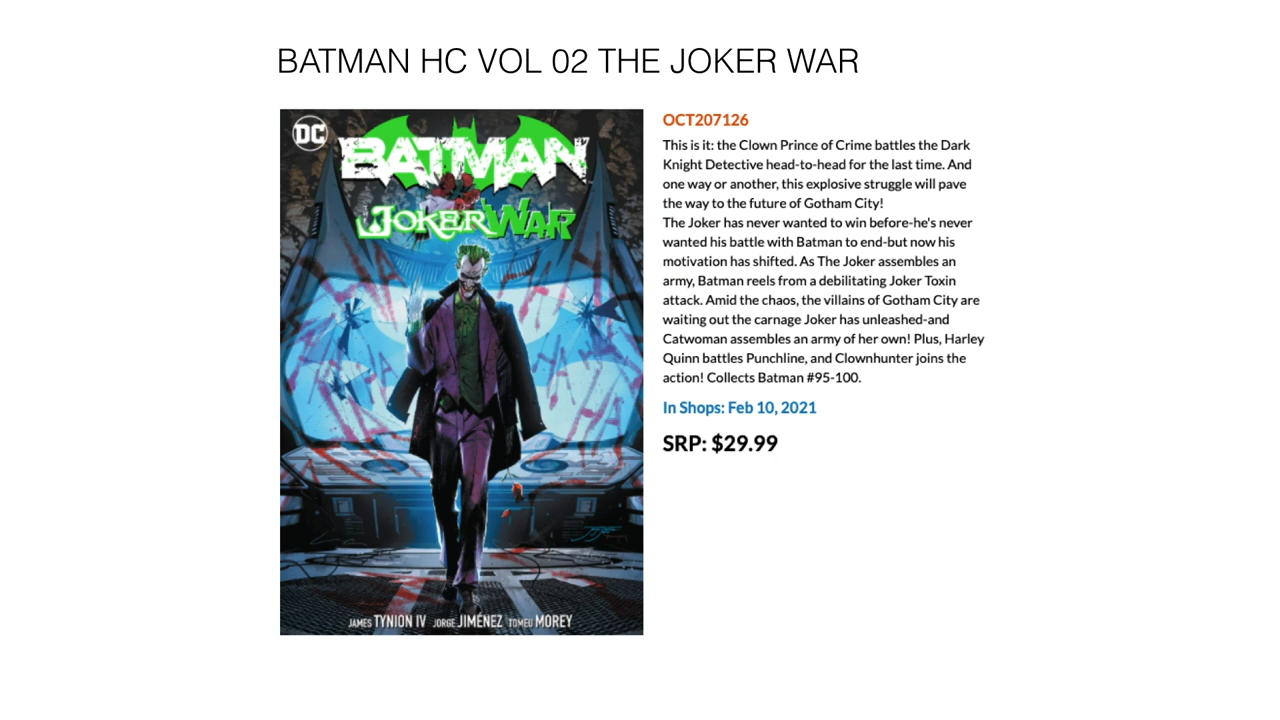 BATMAN HC VOL 02 THE JOKER WAR
DC
BATMAN
JOKER WAR
JAMES TYNION IV JORGE JIMÉNEZ TOMEU MOREY
OCT207126
This is it: the Clown Prince of Crime battles the Dark
Knight Detective head-to-head for the last time. And
one way or another, this explosive struggle will pave
the way to the future of Gotham City!
The Joker has never wanted to win before-he's never
wanted his battle with Batman to end-but now his
motivation has shifted. As The Joker assembles an
army, Batman reels from a debilitating Joker Toxin
attack. Amid the chaos, the villains of Gotham City are
waiting out the carnage Joker has unleashed-and
Catwoman assembles an army of her own! Plus, Harley
Quinn battles Punchline, and Clownhunter joins the
action! Collects Batman #95-100.
In Shops: Feb 10, 2021
SRP: $29.99